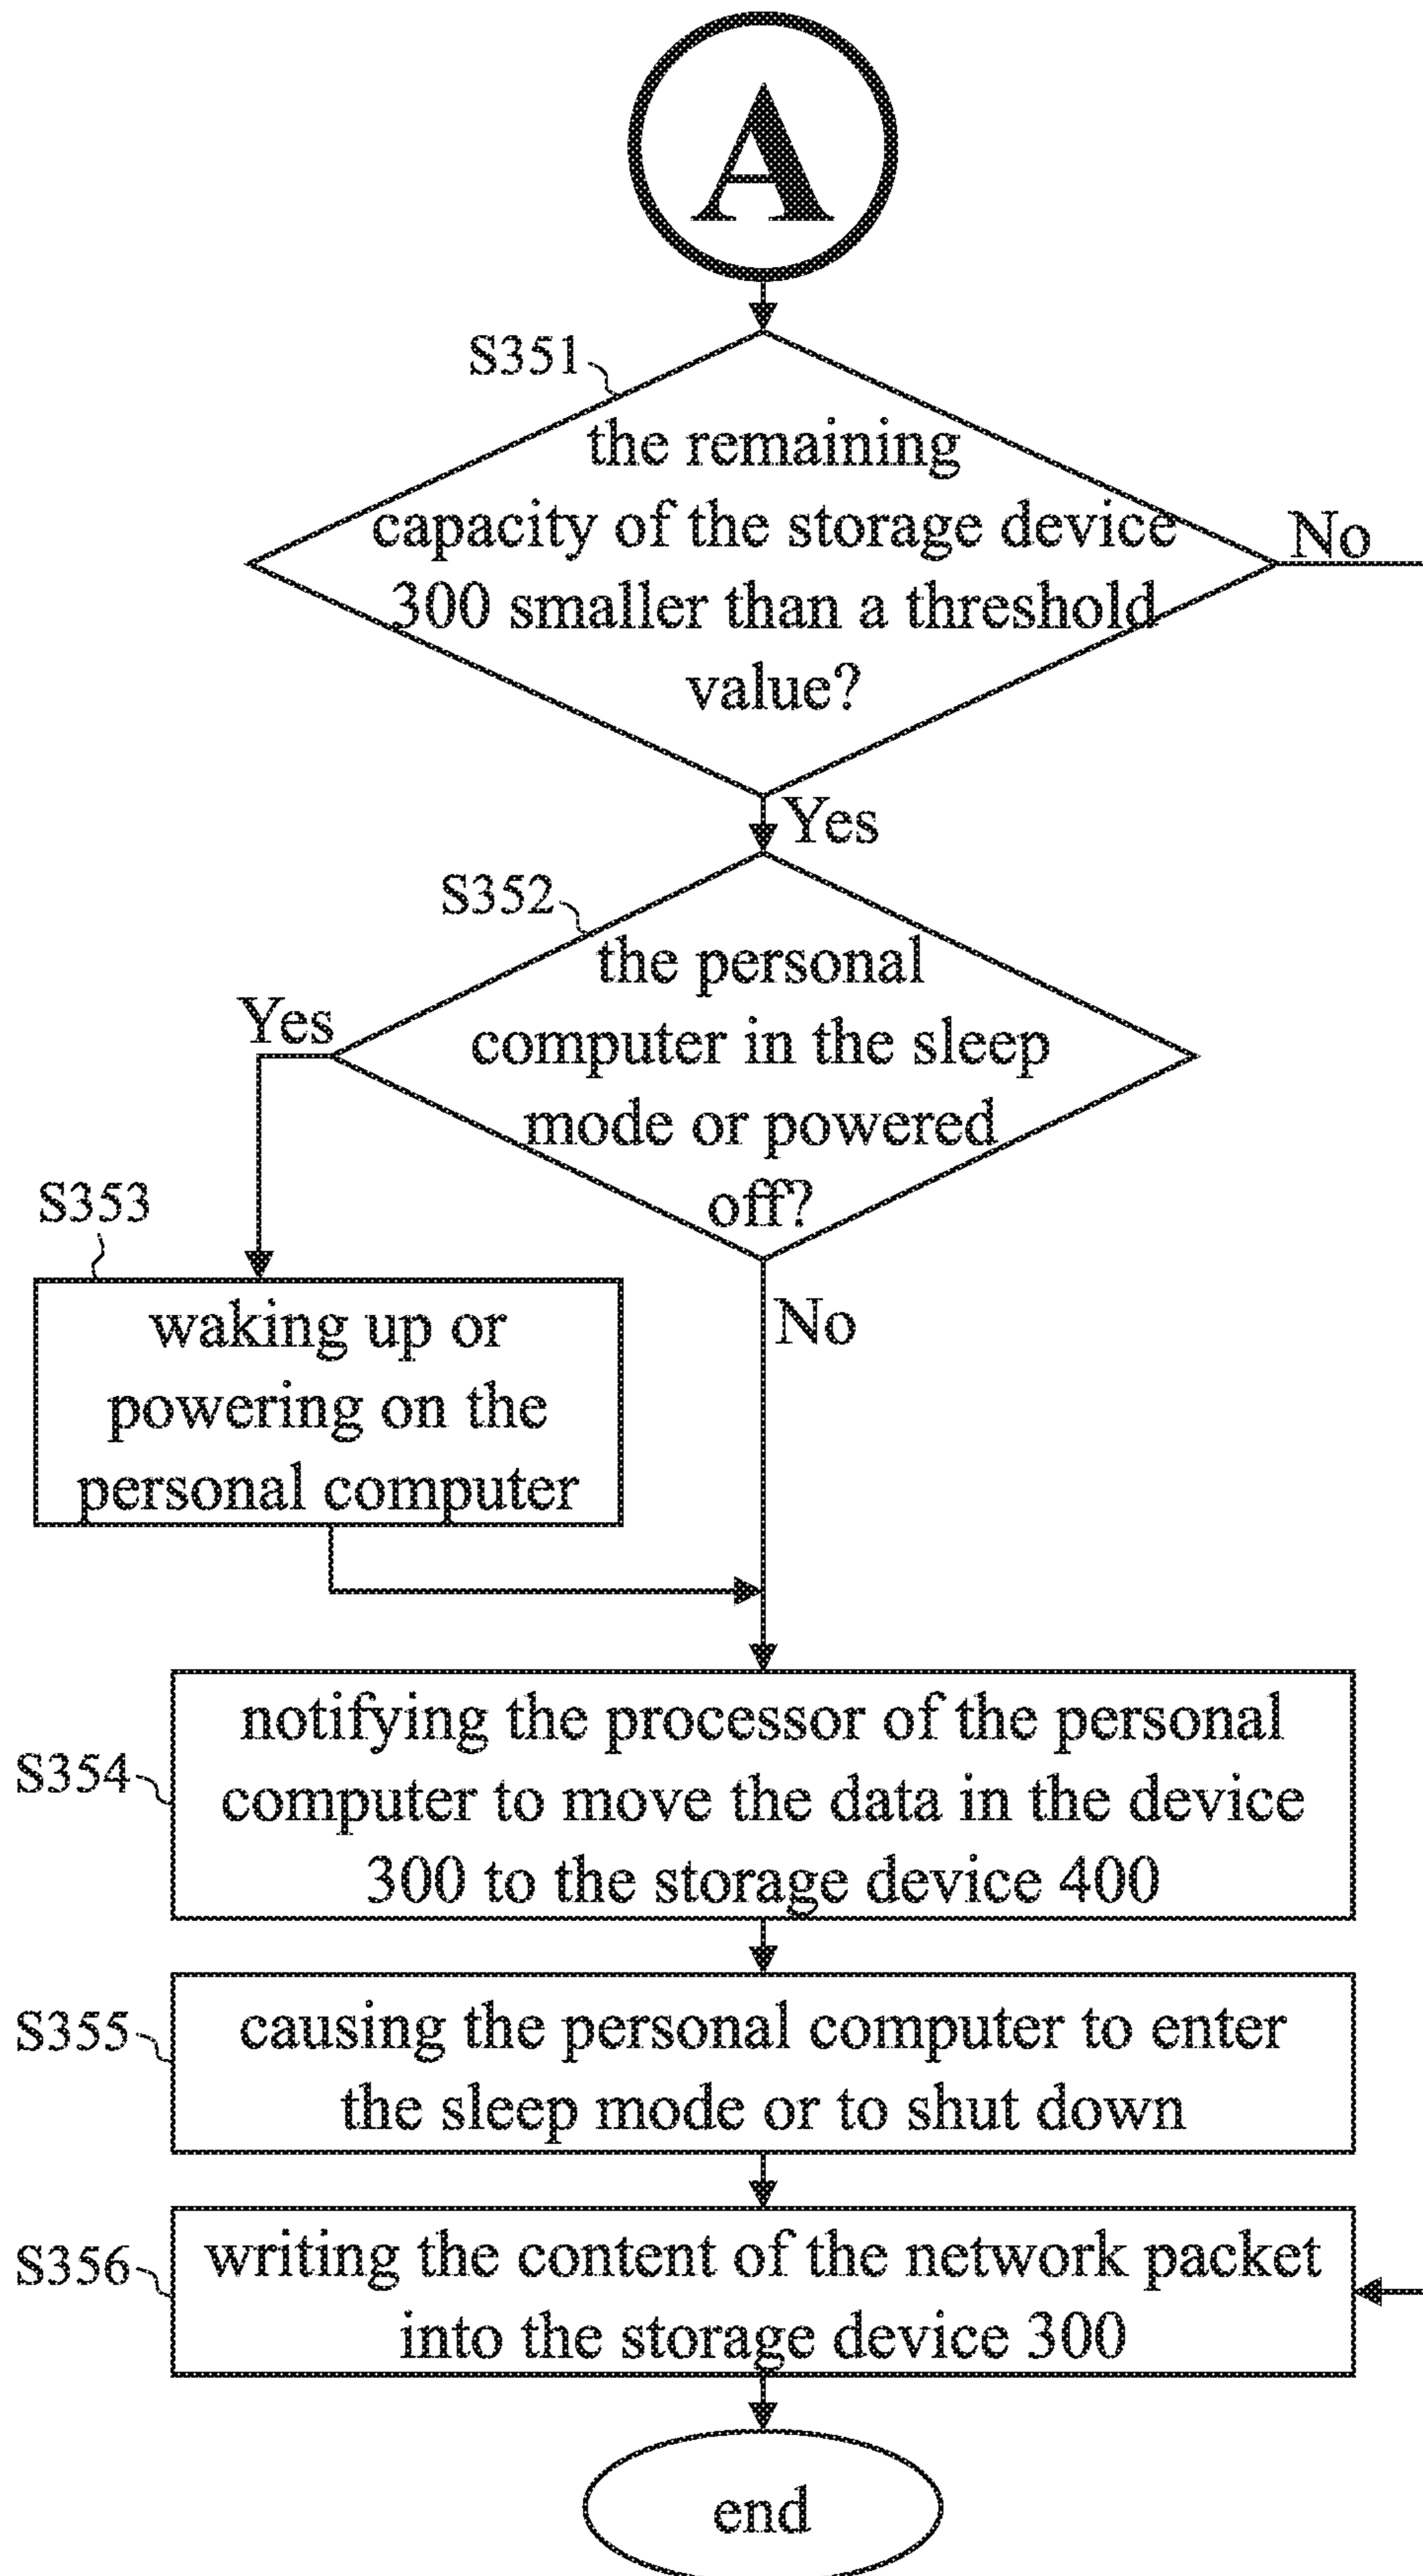 A
S351
the remaining
capacity of the storage device
300 smaller than a threshold
value?
No
Yes
S352
the personal
computer in the sleep
mode or powered
off?
Yes
No
S353
waking up or
powering on the
personal computer
S354
notifying the processor of the personal
computer to move the data in the device
300 to the storage device 400
S355
causing the personal computer to enter
the sleep mode or to shut down
S356
writing the content of the network packet
into the storage device 300
end